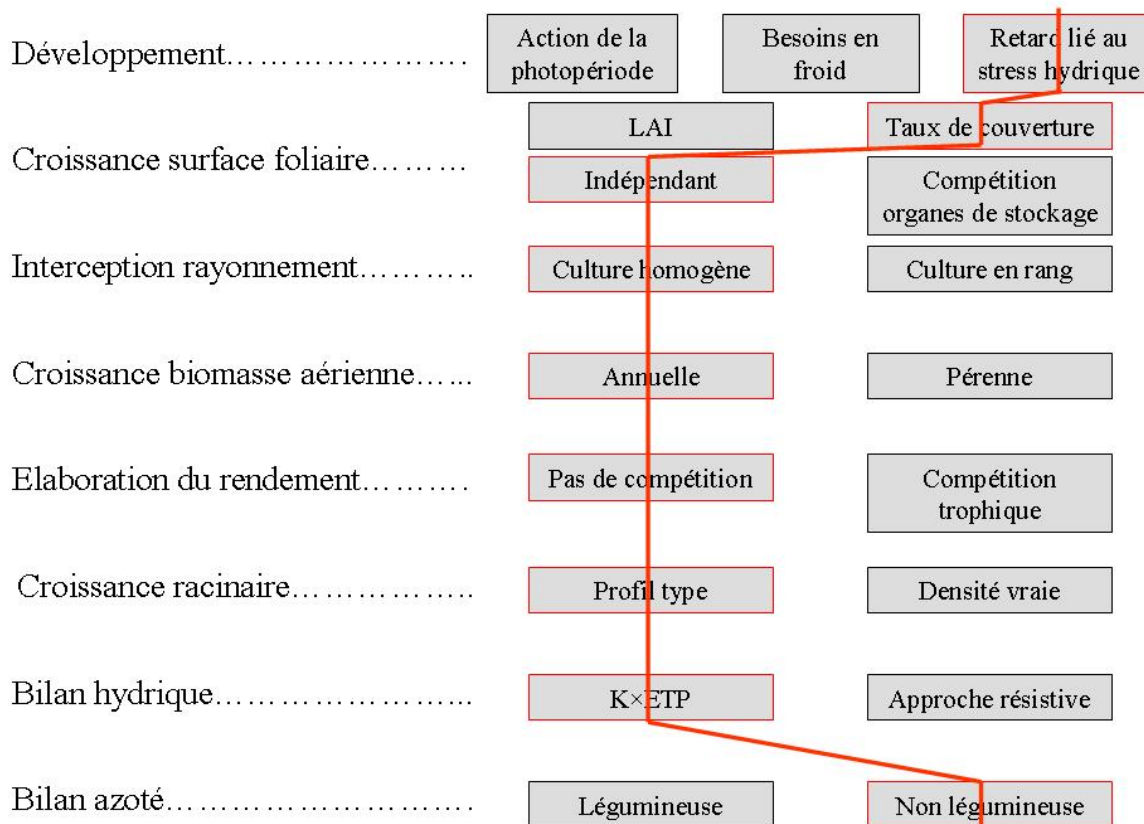 Développement……………………. 
Action de la
photopériode
Besoins en
froid
Retard lié au
stress hydrique
Croissance surface foliaire………
LAI
Taux de couverture
Indépendant
Compétition
organes de stockage
Interception rayonnement………..
Culture homogène
Culture en rang
Croissance biomasse aérienne…...
Annuelle
Pérenne
Elaboration du rendement……….
Pas de compétition
Compétition
trophique
Croissance racinaire……………..
Profil type
Densité vraie
Bilan hydrique……………………...
K×ETP
Approche résistive
Bilan azoté………………………….
Légumineuse
Non légumineuse